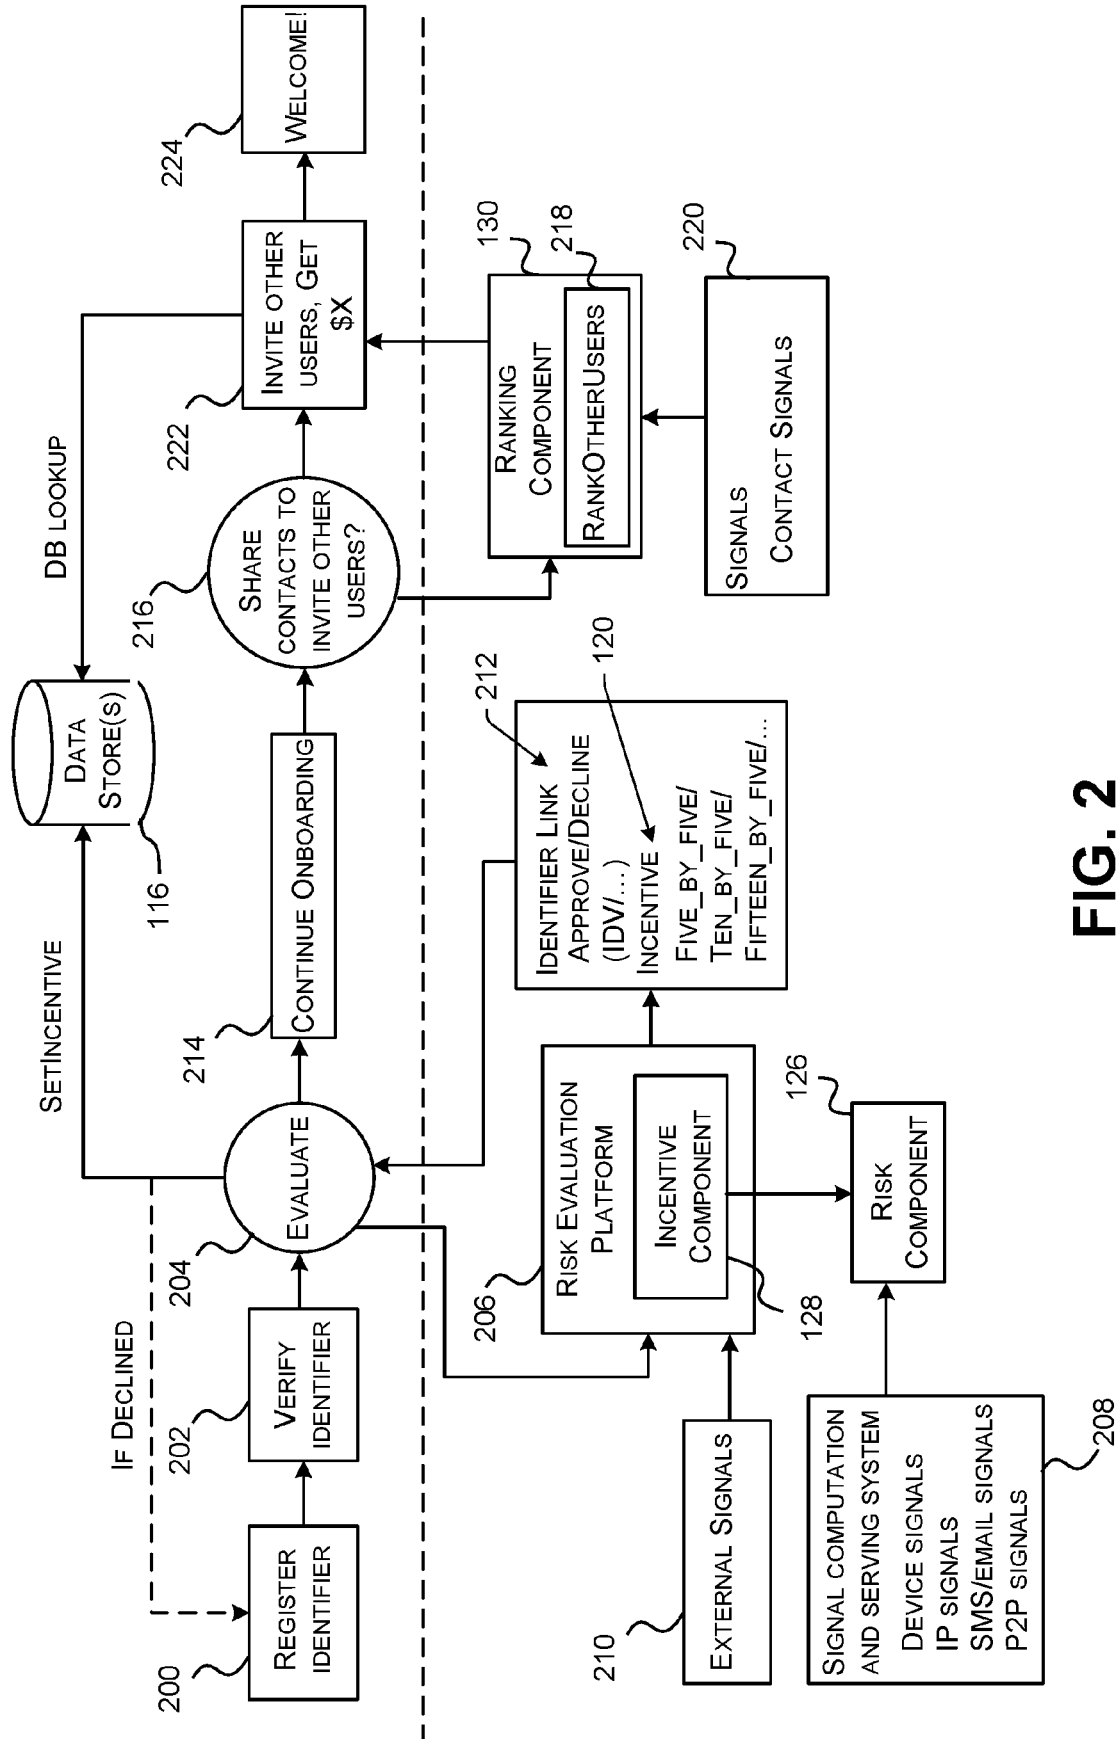 SETINCENTIVE
DB LOOKUP
IF DECLINED
DATA
STORE(S)
116
200
REGISTER
IDENTIFIER
202
VERIFY
IDENTIFIER
204
EVALUATE
214
CONTINUE ONBOARDING
216
SHARE
CONTACTS TO
INVITE OTHER
USERS?
222
INVITE OTHER
USERS, GET
$X
224
WELCOME!
206
RISK EVALUATION
PLATFORM
INCENTIVE
COMPONENT
128
IDENTIFIER LINK
APPROVE/DECLINE
(IDV/…)
INCENTIVE
FIVE_BY_FIVE/
TEN_BY_FIVE/
FIFTEEN_BY_FIVE/…
212
120
RANKING
COMPONENT
130
RANKOTHERUSERS
218
210
EXTERNAL SIGNALS
RISK
COMPONENT
126
SIGNALS
CONTACT SIGNALS
220
SIGNAL COMPUTATION
AND SERVING SYSTEM
DEVICE SIGNALS
IP SIGNALS
SMS/EMAIL SIGNALS
P2P SIGNALS
208
FIG. 2